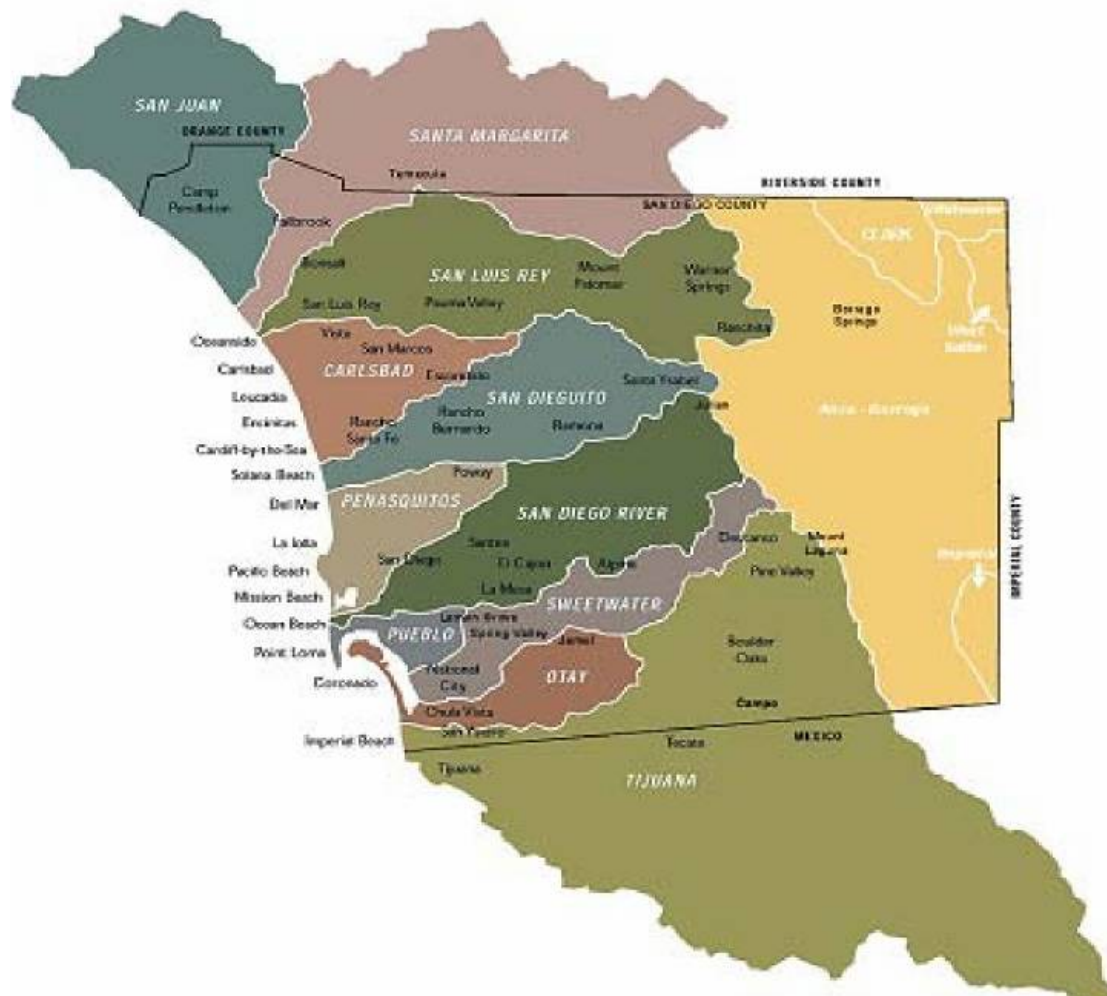 SAN JUAN
ORANGE COUNTY
SANTA MARGARITA
Temecula
RIVERSIDE COUNTY
Camp
Pendleton
SAN DIEGO COUNTY
Fallbrook
CLARK
Bonsall
SAN LUIS REY
Mount
Palomar
Warner
Springs
San Luis Rey
Pauma Valley
Borrego
Springs
Ranchita
West
Salton
Oceanside
Vista
San Marcos
Carlsbad
CARLSBAD
Escondido
Santa Ysabel
Leucadia
SAN DIEGUITO
Julian
Anza - Borrego
Encinitas
Rancho
Santa Fe
Rancho
Bernardo
Ramona
Cardiff-by-the-Sea
Solana Beach
Poway
Del Mar
PENASQUITOS
SAN DIEGO RIVER
IMPERIAL COUNTY
La Jolla
San Diego
Santee
Descanso
Mount
Laguna
Imperial
Pacific Beach
El Cajon
Alpine
Pine Valley
Mission Beach
La Mesa
SWEETWATER
Ocean Beach
Lemon Grove
PUEBLO
Spring Valley
Jamul
Boulder
Oaks
Point Loma
National
City
OTAY
Coronado
Chula Vista
Campo
San Ysidro
Imperial Beach
Tecate
MEXICO
Tijuana
TIJUANA